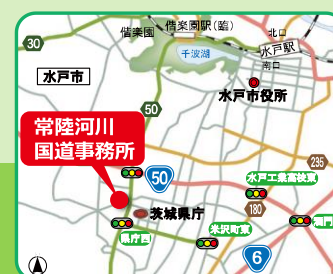 偕楽園
偕楽園駅(臨)
北口
水戸駅
南口
30
千波湖
水戸市
水戸市役所
50
常陸河川
国道事務所
50
水戸工業高校東
235
180
茨城県庁
県庁西
米沢町東
6